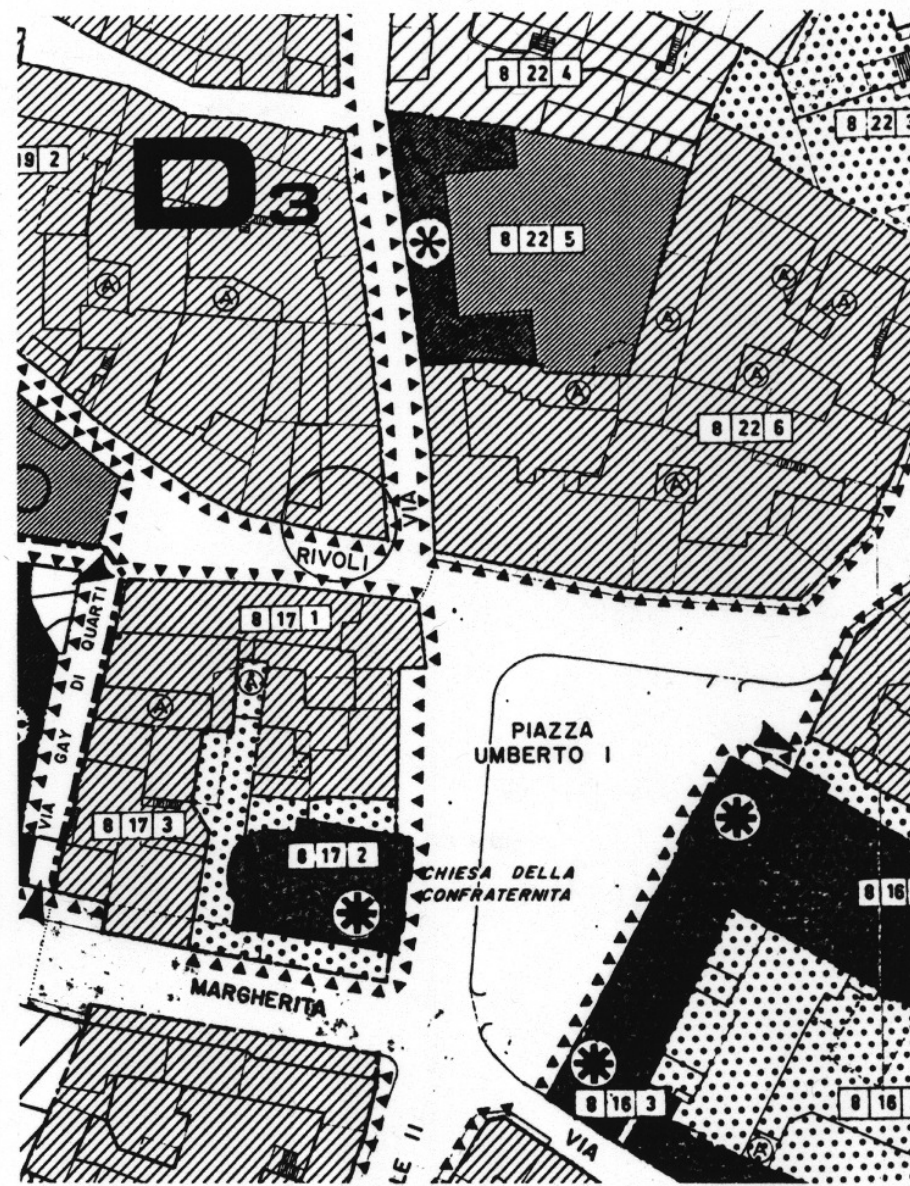 8 22 4
8 22 3
19 2
D3
8 22 5
8 22 6
VIA
RIVOLI
8 17 1
VIA GAY DI QUARTI
PIAZZA
UMBERTO I
8 17 3
8 17 2
CHIESA DELLA
CONFRATERNITA
8 16
MARGHERITA
8 16 3
8 16
VIA
LE II